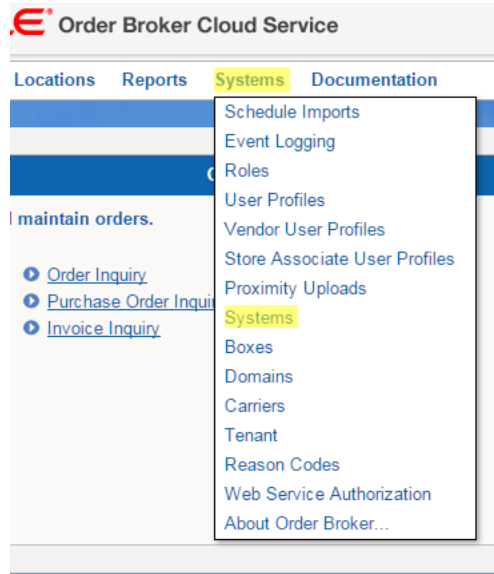 Order Broker Cloud Service
Locations Reports Systems Documentation
Schedule Imports
Event Logging
Roles
User Profiles
maintain orders.
Vendor User Profiles
Store Associate User Profiles
Order Inquiry
Proximity Uploads
Purchase Order Inqui
Systems
Invoice Inquiry
Boxes
Domains
Carriers
Tenant
Reason Codes
Web Service Authorization
About Order Broker...